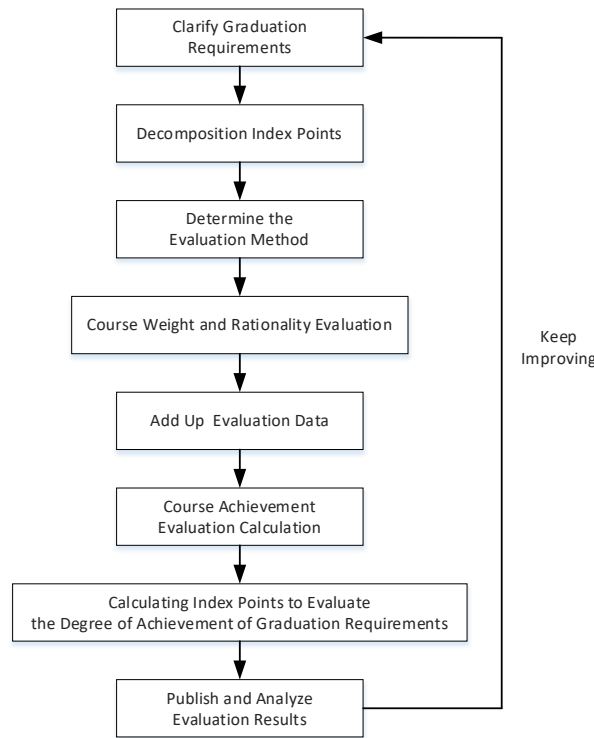 Clarify Graduation
Requirements
Decomposition Index Points
Determine the
Evaluation Method
Course Weight and Rationality Evaluation
Keep
Improving
Add Up Evaluation Data
Course Achievement
Evaluation Calculation
Calculating Index Points to Evaluate
the Degree of Achievement of Graduation Requirements
Publish and Analyze
Evaluation Results